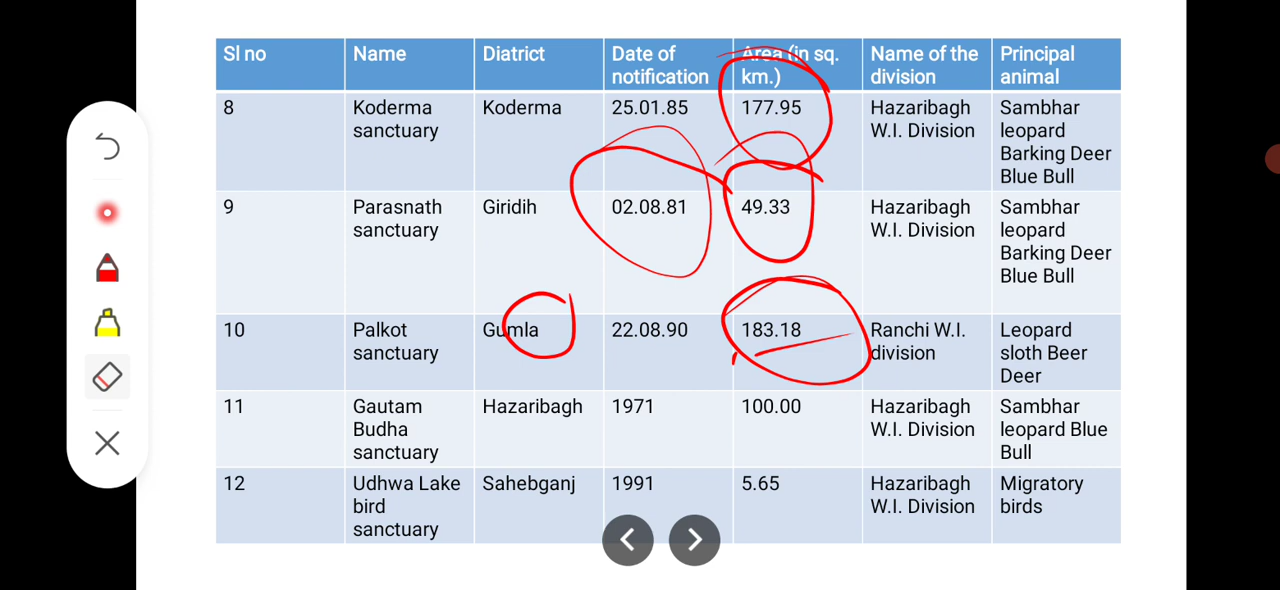 Sl no Name Diatrict Date of notification Area (in sq. km.) Name of the division Principal animal
8 Koderma sanctuary Koderma 25.01.85 177.95 Hazaribagh W.I. Division Sambhar leopard Barking Deer Blue Bull
9 Parasnath sanctuary Giridih 02.08.81 49.33 Hazaribagh W.I. Division Sambhar leopard Barking Deer Blue Bull
10 Palkot sanctuary Gumla 22.08.90 183.18 Ranchi W.I. division Leopard sloth Beer Deer
11 Gautam Budha sanctuary Hazaribagh 1971 100.00 Hazaribagh W.I. Division Sambhar leopard Blue Bull
12 Udhwa Lake bird sanctuary Sahebganj 1991 5.65 Hazaribagh W.I. Division Migratory birds